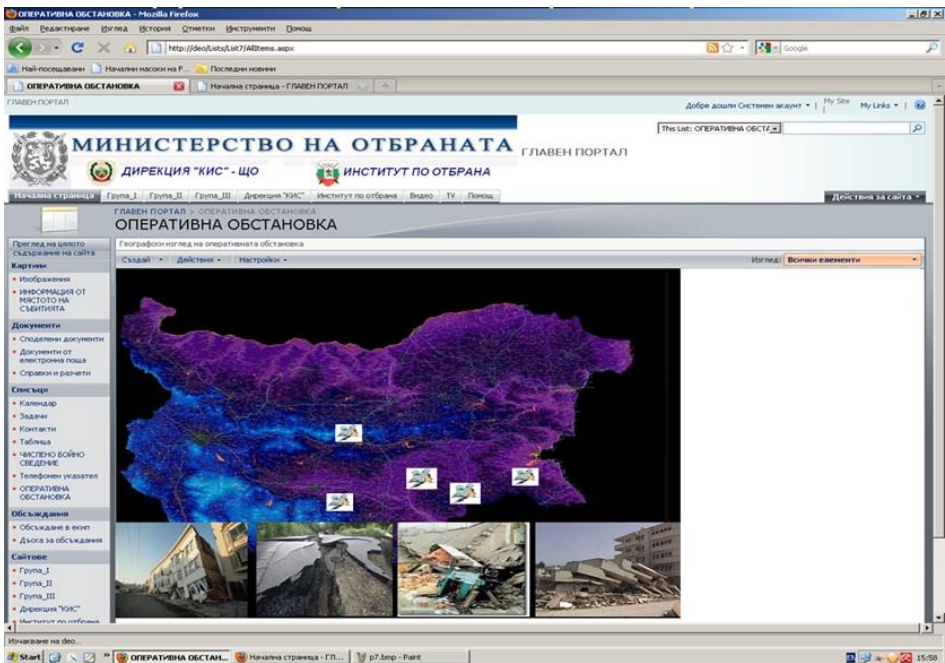 ОПЕРАТИВНА ОБСТАНОВКА - Mozilla Firefox
Файл Редактиране Изглед История Отметки Инструменти Помощ
http://deo/Lists/List7/AllItems.aspx
Google
Най-посещавани Начални насоки на F... Последни новини
ОПЕРАТИВНА ОБСТАНОВКА Начална страница - ГЛАВЕН ПОРТАЛ
ГЛАВЕН ПОРТАЛ
Добре дошли Системен акаунт | My Site | My Links |
This List: ОПЕРАТИВНА ОБСТА
МИНИСТЕРСТВО НА ОТБРАНАТА
ГЛАВЕН ПОРТАЛ
ДИРЕКЦИЯ "КИС" - ЩО ИНСТИТУТ ПО ОТБРАНА
Начална страница Група_I Група_II Група_III Дирекция "КИС" Институт по отбрана Видео TV Помощ
Действия за сайта
ГЛАВЕН ПОРТАЛ > ОПЕРАТИВНА ОБСТАНОВКА
ОПЕРАТИВНА ОБСТАНОВКА
Географски изглед на оперативната обстановка
Създай Действия Настройки
Изглед: Всички елементи
Преглед на цялото
съдържание на сайта
Картини
Изображения
ИНФОРМАЦИЯ ОТ
МЯСТОТО НА
СЪБИТИЯТА
Документи
Споделени документи
Документи от
електронна поща
Справки и разчети
Списъци
Календар
Задачи
Контакти
Таблица
ЧИСЛЕНО БОЙНО
СВЕДЕНИЕ
Телефонен указател
ОПЕРАТИВНА
ОБСТАНОВКА
Обсъждания
Обсъждане в екип
Дъска за обсъждания
Сайтове
Група_I
Група_II
Група_III
Дирекция "КИС"
Институт по отбрана
Изчакване на deo...
Start
ОПЕРАТИВНА ОБСТАН...
Начална страница - ГЛ...
p7.bmp - Paint
15:58